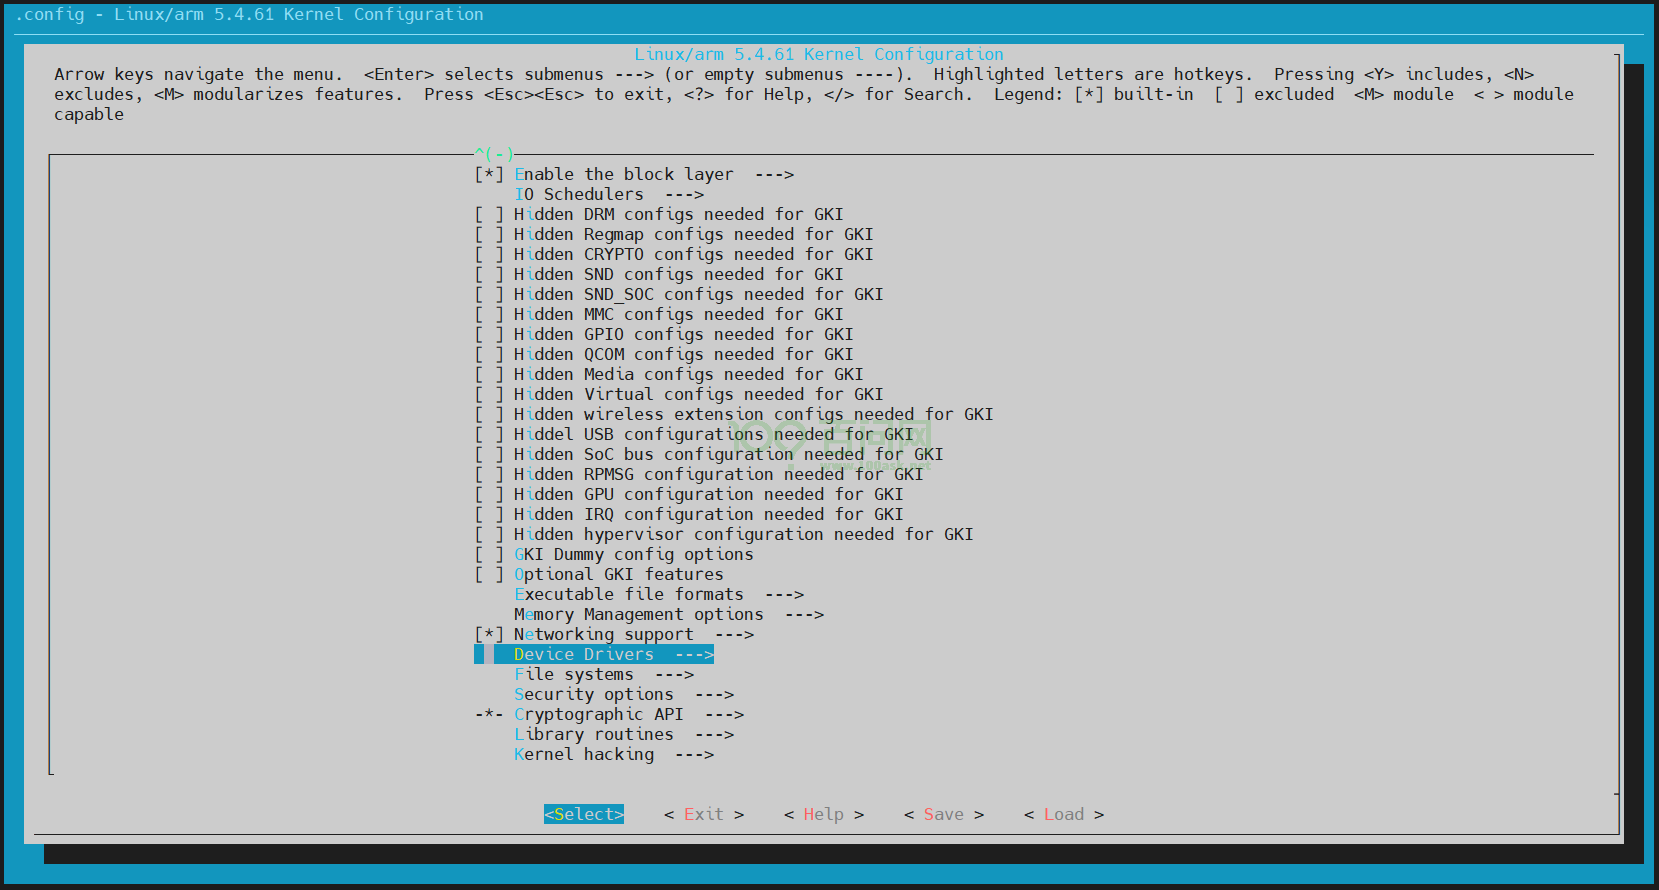 .config - Linux/arm 5.4.61 Kernel Configuration
Linux/arm 5.4.61 Kernel Configuration
Arrow keys navigate the menu.  <Enter> selects submenus ---> (or empty submenus ----).  Highlighted letters are hotkeys.  Pressing <Y> includes, <N>
excludes, <M> modularizes features.  Press <Esc><Esc> to exit, <?> for Help, </> for Search.  Legend: [*] built-in  [ ] excluded  <M> module  < > module
capable
^(-)
[*] Enable the block layer  --->
IO Schedulers  --->
[ ] Hidden DRM configs needed for GKI
[ ] Hidden Regmap configs needed for GKI
[ ] Hidden CRYPTO configs needed for GKI
[ ] Hidden SND configs needed for GKI
[ ] Hidden SND_SOC configs needed for GKI
[ ] Hidden MMC configs needed for GKI
[ ] Hidden GPIO configs needed for GKI
[ ] Hidden QCOM configs needed for GKI
[ ] Hidden Media configs needed for GKI
[ ] Hidden Virtual configs needed for GKI
[ ] Hidden wireless extension configs needed for GKI
[ ] Hiddel USB configurations needed for GKI
[ ] Hidden SoC bus configuration needed for GKI
[ ] Hidden RPMSG configuration needed for GKI
[ ] Hidden GPU configuration needed for GKI
[ ] Hidden IRQ configuration needed for GKI
[ ] Hidden hypervisor configuration needed for GKI
[ ] GKI Dummy config options
[ ] Optional GKI features
Executable file formats  --->
Memory Management options  --->
[*] Networking support  --->
Device Drivers  --->
File systems  --->
Security options  --->
-*- Cryptographic API  --->
Library routines  --->
Kernel hacking  --->
<Select>    < Exit >    < Help >    < Save >    < Load >
百问网
www.100ask.net